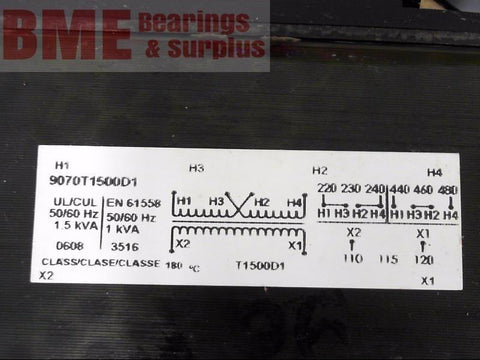 BME Bearings & surplus
H1 H3 H2 H4
9070T1500D1
UL/CUL
50/60 Hz
1.5 kVA
0608
EN 61558
50/60 Hz
1 kVA
3516
CLASS/CLASE/CLASSE 180 °C
H1 H3 H2 H4
X2 X1
T1500D1
220 230 240 440 460 480
H1 H3 H2 H4 H1 H3 H2 H4
X2 X1
110 115 120
X2 X1